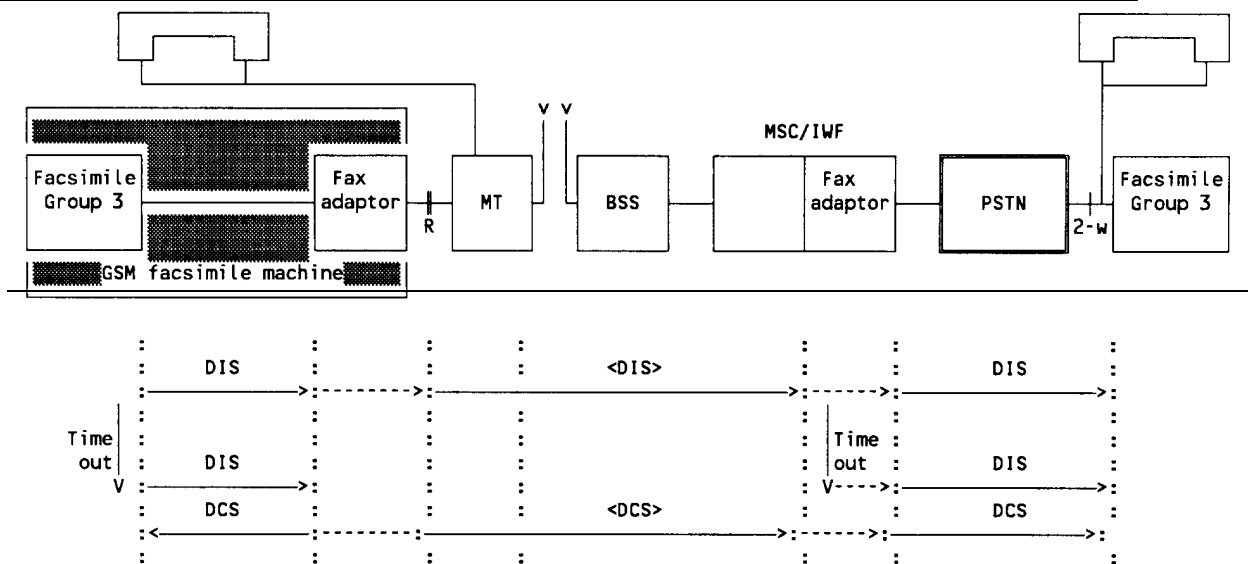 MSC/IWF
Facsimile
Group 3
Fax
adaptor
R
MT
BSS
Fax
adaptor
PSTN
2-w
Facsimile
Group 3
GSM facsimile machine
DIS <DIS> DIS
Time
out
Time
out
DIS DIS
DCS <DCS> DCS